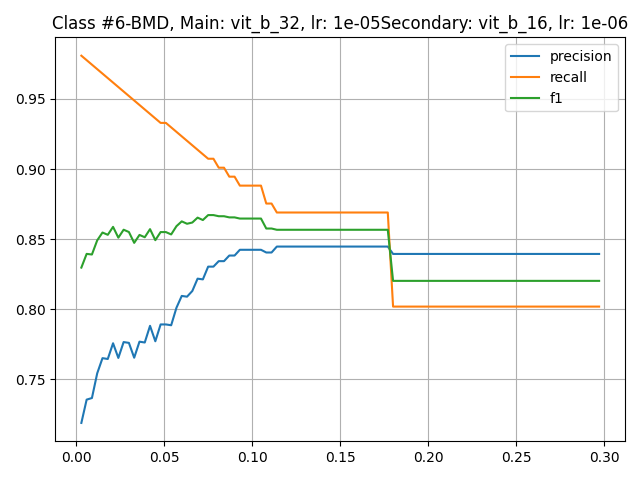 Class #6-BMD, Main: vit_b_32, lr: 1e-05Secondary: vit_b_16, lr: 1e-06
precision
recall
f1
0.95
0.90
0.85
0.80
0.75
0.00 0.05 0.10 0.15 0.20 0.25 0.30